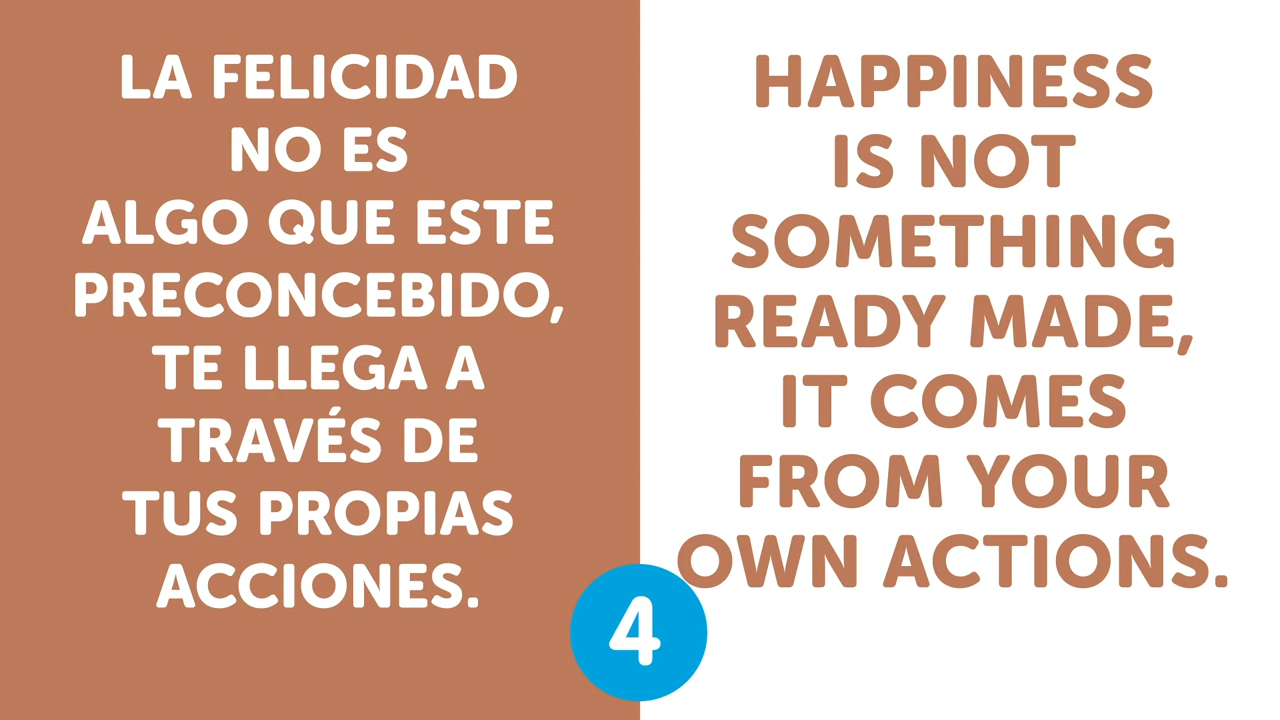 LA FELICIDAD
NO ES
ALGO QUE ESTE
PRECONCEBIDO,
TE LLEGA A
TRAVÉS DE
TUS PROPIAS
ACCIONES.
HAPPINESS
IS NOT
SOMETHING
READY MADE,
IT COMES
FROM YOUR
OWN ACTIONS.
4